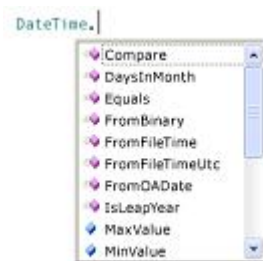 DateTime.
Compare
DaysInMonth
Equals
FromBinary
FromFileTime
FromFileTimeUtc
FromOADate
IsLeapYear
MaxValue
MinValue